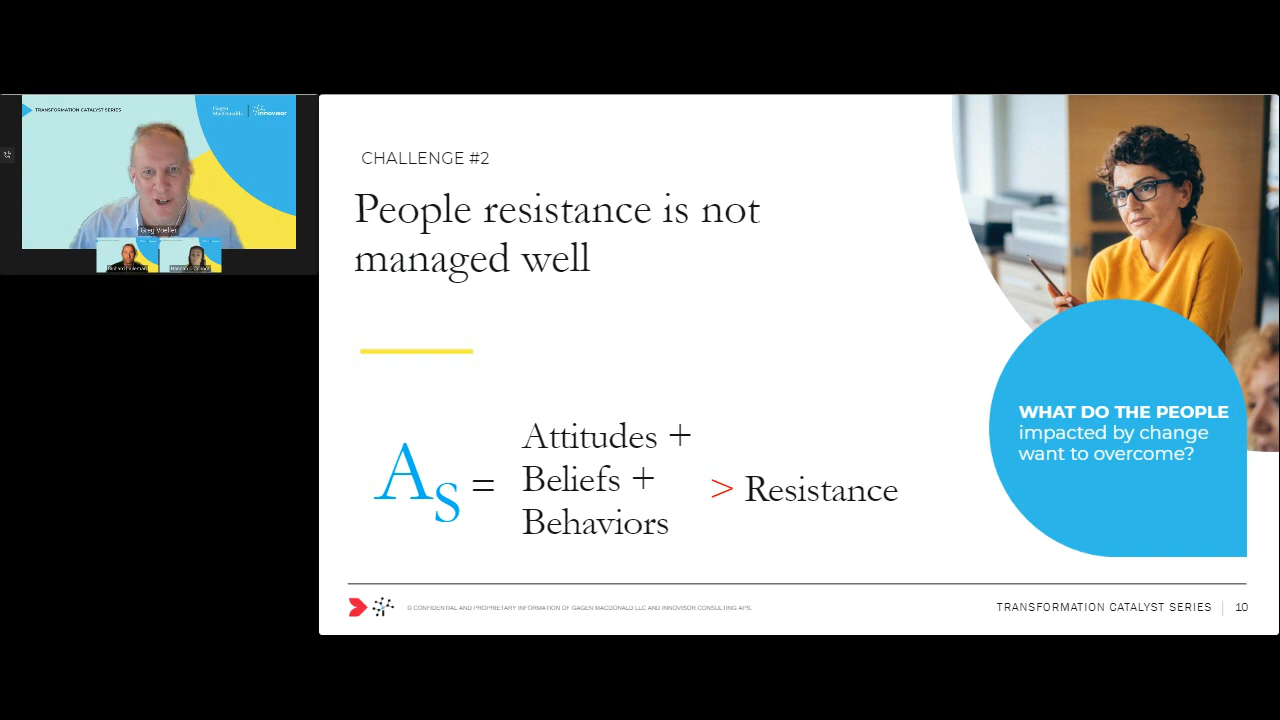 TRANSFORMATION CATALYST SERIES
Gagen
MacDonald
innovisor
Greg Voeller
CHALLENGE #2
People resistance is not
managed well
AS =
Attitudes +
Beliefs +
Behaviors
> Resistance
WHAT DO THE PEOPLE
impacted by change
want to overcome?
© CONFIDENTIAL AND PROPRIETARY INFORMATION OF GAGEN MACDONALD LLC AND INNOVISOR CONSULTING APS.
TRANSFORMATION CATALYST SERIES | 10